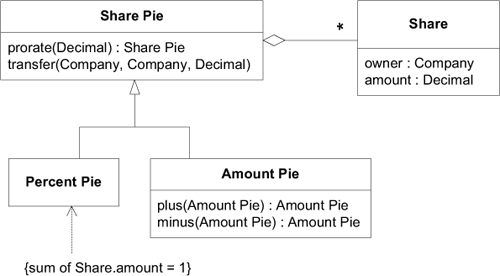 Share Pie
prorate(Decimal) : Share Pie
transfer(Company, Company, Decimal)
*
Share
owner : Company
amount : Decimal
Percent Pie
Amount Pie
plus(Amount Pie) : Amount Pie
minus(Amount Pie) : Amount Pie
{sum of Share.amount = 1}